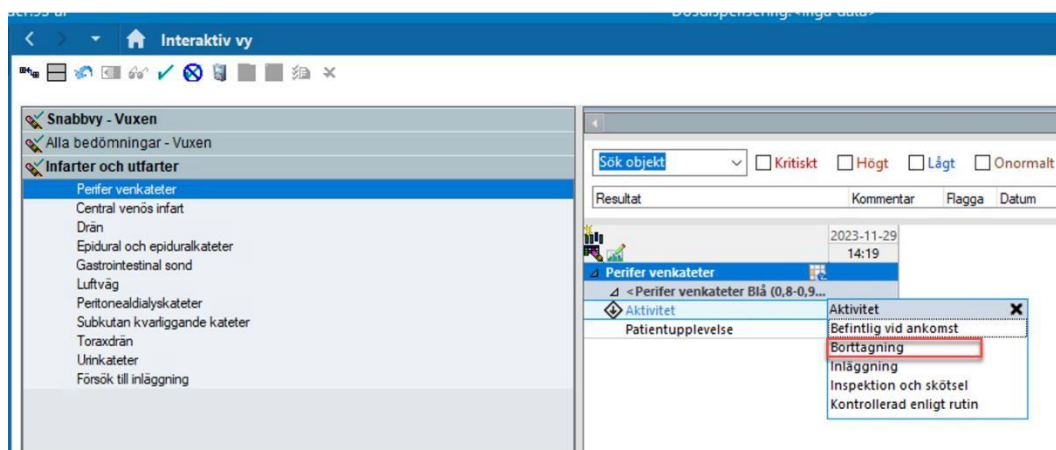 Interaktiv vy
Snabbvy - Vuxen
Alla bedömningar - Vuxen
Infarter och utfarter
Perifer venkateter
Central venös infart
Drän
Epidural och epiduralkateter
Gastrointestinal sond
Luftväg
Peritonealdialyskateter
Subkutan kvarliggande kateter
Toraxdrän
Urinkateter
Försök till inläggning
Sök objekt Kritiskt Högt Lågt Onormalt
Resultat Kommentar Flagga Datum
2023-11-29
14:19
Perifer venkateter
<Perifer venkateter Blå (0,8-0,9...
Aktivitet
Patientupplevelse
Aktivitet
Befintlig vid ankomst
Borttagning
Inläggning
Inspektion och skötsel
Kontrollerad enligt rutin